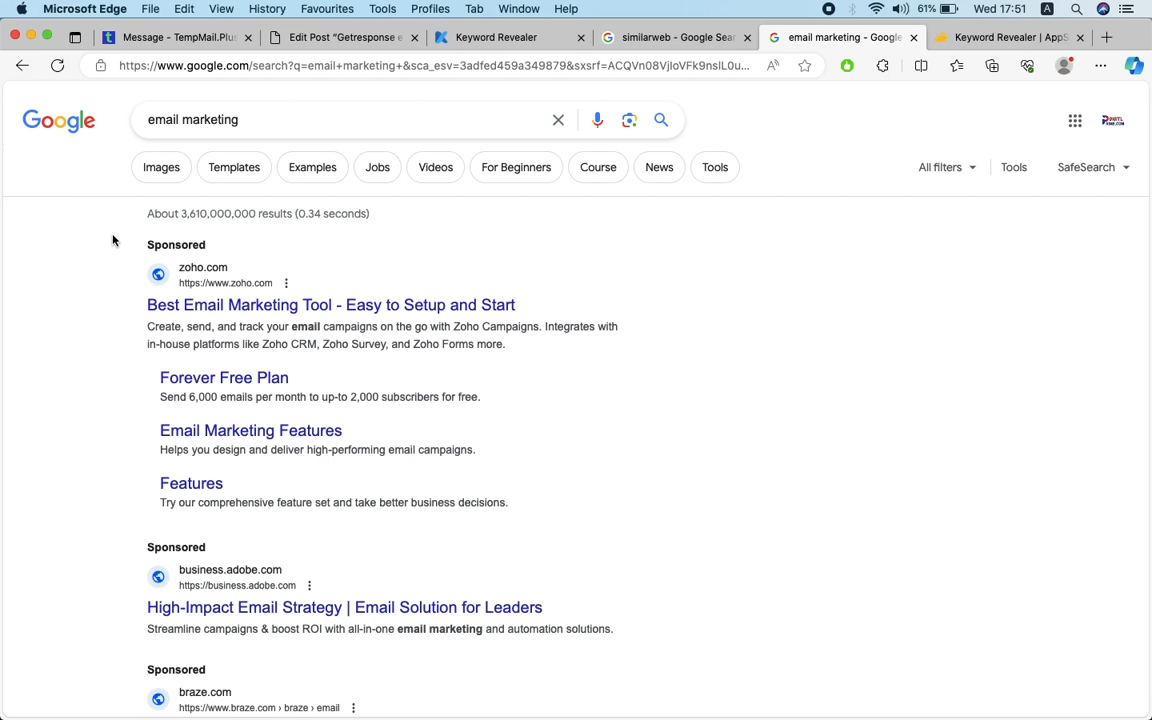 Microsoft Edge File Edit View History Favourites Tools Profiles Tab Window Help 61% Wed 17:51 A
Message - TempMail.Plus Edit Post “Getresponse e Keyword Revealer similarweb - Google Sear email marketing - Google Keyword Revealer | AppS
https://www.google.com/search?q=email+marketing+&sca_esv=3adfed459a349879&sxsrf=ACQVn08VjIoVFk9nsIL0u...
Google email marketing
Images Templates Examples Jobs Videos For Beginners Course News Tools All filters Tools SafeSearch
About 3,610,000,000 results (0.34 seconds)
Sponsored
zoho.com
https://www.zoho.com
Best Email Marketing Tool - Easy to Setup and Start
Create, send, and track your email campaigns on the go with Zoho Campaigns. Integrates with
in-house platforms like Zoho CRM, Zoho Survey, and Zoho Forms more.
Forever Free Plan
Send 6,000 emails per month to up-to 2,000 subscribers for free.
Email Marketing Features
Helps you design and deliver high-performing email campaigns.
Features
Try our comprehensive feature set and take better business decisions.
Sponsored
business.adobe.com
https://business.adobe.com
High-Impact Email Strategy | Email Solution for Leaders
Streamline campaigns & boost ROI with all-in-one email marketing and automation solutions.
Sponsored
braze.com
https://www.braze.com › braze › email